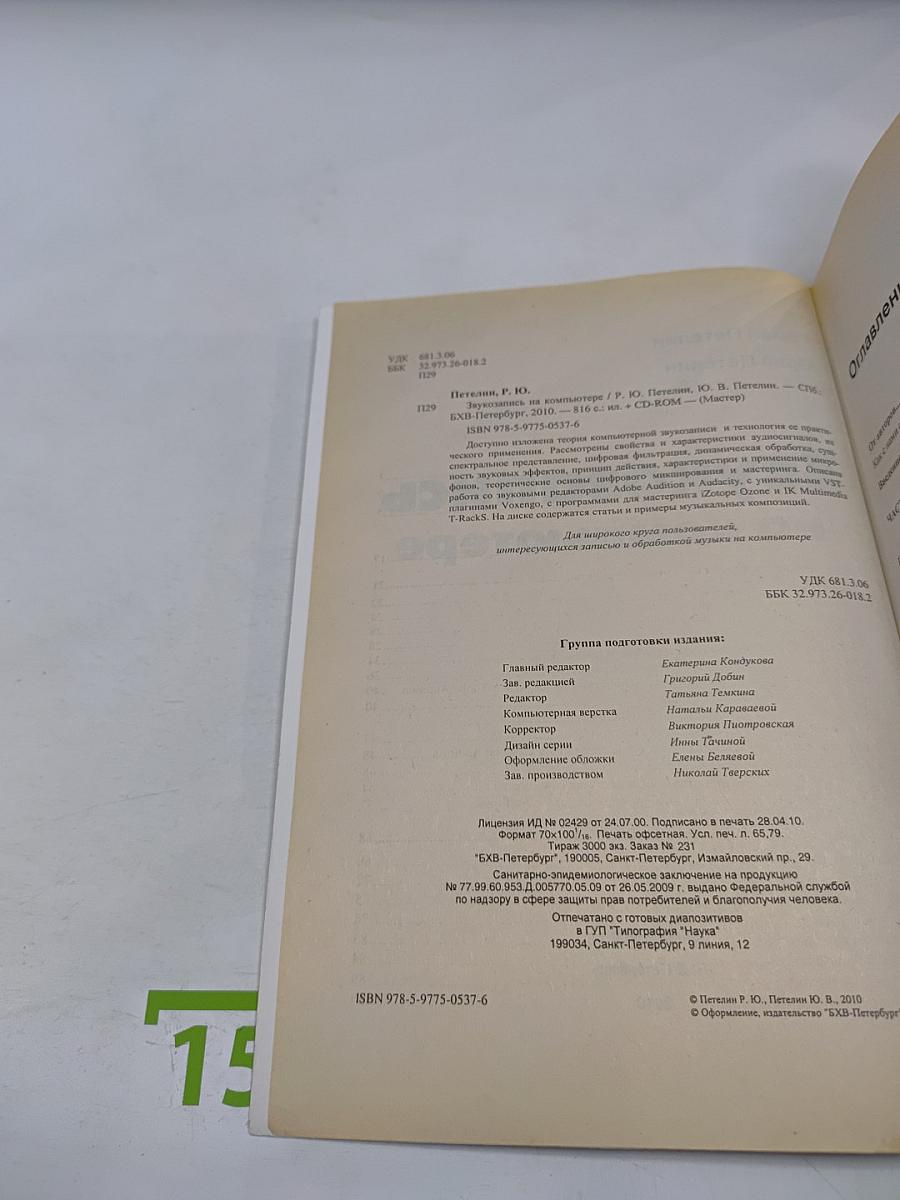 УДК 681.3.06
ББК 32.973.26-018.2
П29
Петелин, Р. Ю.
П29 Звукозапись на компьютере / Р. Ю. Петелин, Ю. В. Петелин. — СПб.:
БХВ-Петербург, 2010. — 816 с.: ил. + CD-ROM — (Мастер)
ISBN 978-5-9775-0537-6
Доступно изложена теория компьютерной звукозаписи и технология ее практи-
ческого применения. Рассмотрены свойства и характеристики аудиосигналов, их
спектральное представление, цифровая фильтрация, динамическая обработка, сущ-
ность звуковых эффектов, принцип действия, характеристики и применение микро-
фонов, теоретические основы цифрового микширования и мастеринга. Описана
работа со звуковыми редакторами Adobe Audition и Audacity, с уникальными VST-
плагинами Voxengo, с программами для мастеринга iZotope Ozone и IK Multimedia
T-RackS. На диске содержатся статьи и примеры музыкальных композиций.
Для широкого круга пользователей,
интересующихся записью и обработкой музыки на компьютере
УДК 681.3.06
ББК 32.973.26-018.2
Группа подготовки издания:
Главный редактор Екатерина Кондукова
Зав. редакцией Григорий Добин
Редактор Татьяна Темкина
Компьютерная верстка Натальи Караваевой
Корректор Виктория Пиотровская
Дизайн серии Инны Тачиной
Оформление обложки Елены Беляевой
Зав. производством Николай Тверских
Лицензия ИД № 02429 от 24.07.00. Подписано в печать 28.04.10.
Формат 70×100 1/16. Печать офсетная. Усл. печ. л. 65,79.
Тираж 3000 экз. Заказ № 231
"БХВ-Петербург", 190005, Санкт-Петербург, Измайловский пр., 29.
Санитарно-эпидемиологическое заключение на продукцию
№ 77.99.60.953.Д.005770.05.09 от 26.05.2009 г. выдано Федеральной службой
по надзору в сфере защиты прав потребителей и благополучия человека.
Отпечатано с готовых диапозитивов
в ГУП "Типография "Наука"
199034, Санкт-Петербург, 9 линия, 12
ISBN 978-5-9775-0537-6
© Петелин Р. Ю., Петелин Ю. В., 2010
© Оформление, издательство "БХВ-Петербург"
Оглавлени
15